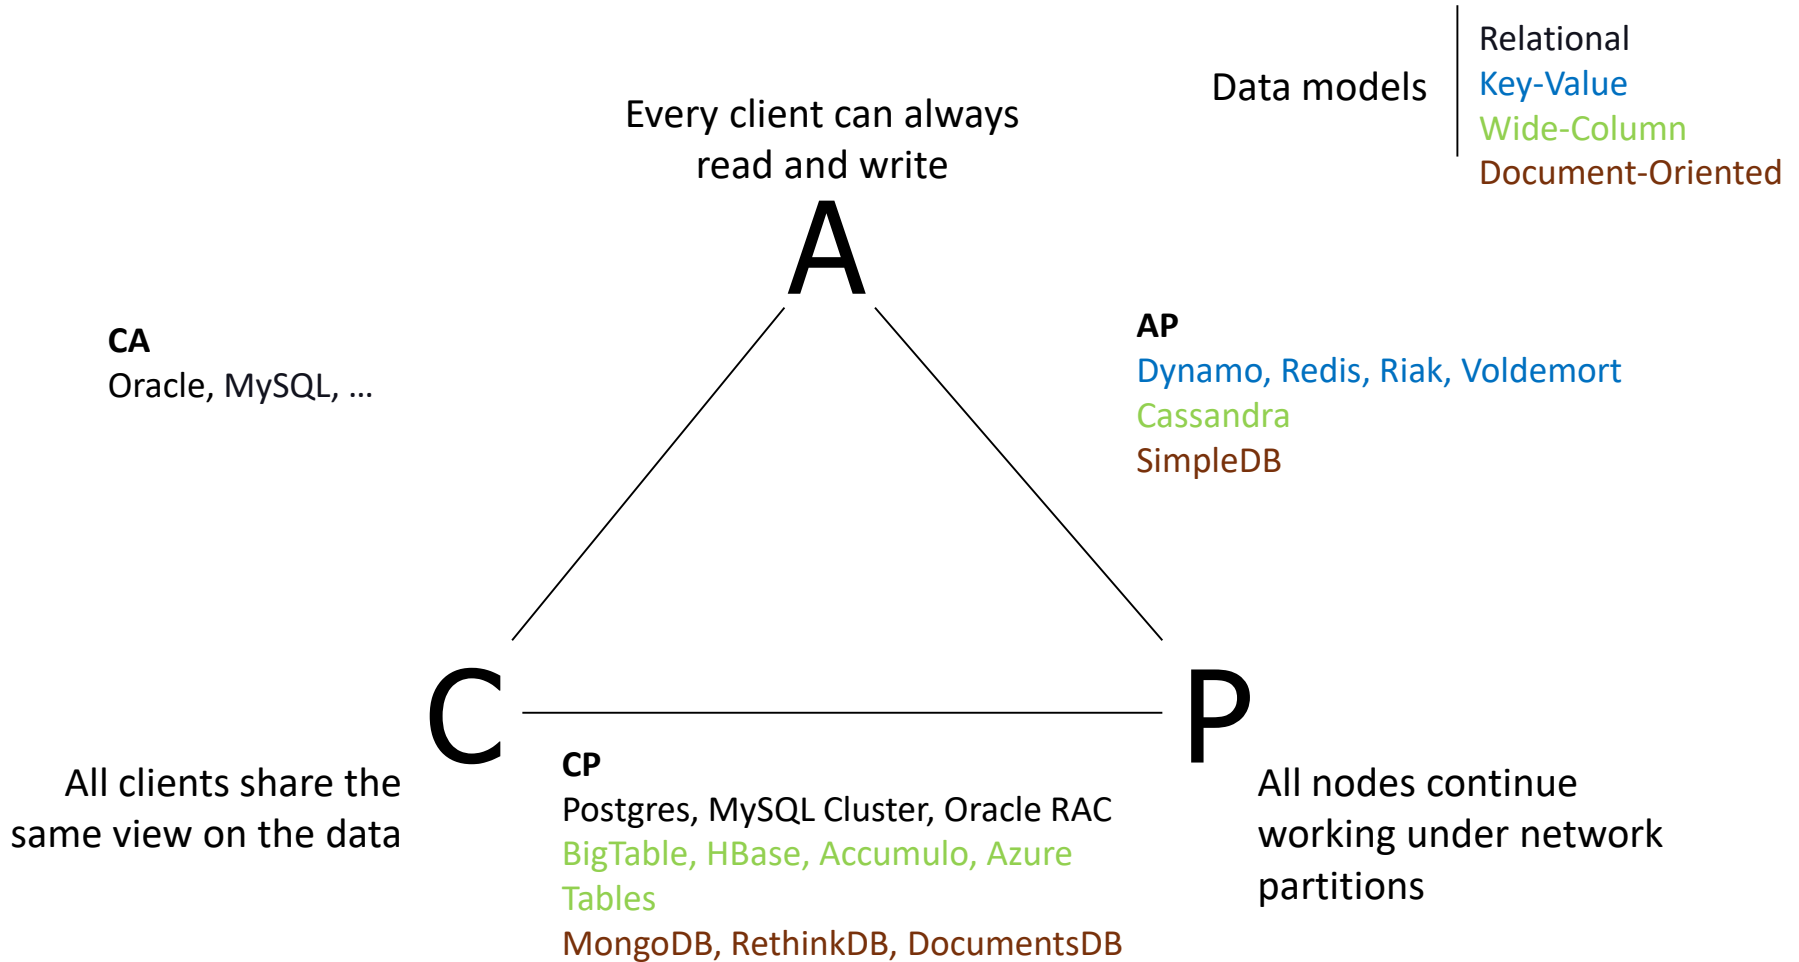 Data models
Relational
Key-Value
Wide-Column
Document-Oriented
Every client can always
read and write
A
CA
Oracle, MySQL, ...
AP
Dynamo, Redis, Riak, Voldemort
Cassandra
SimpleDB
C
P
All clients share the
same view on the data
CP
Postgres, MySQL Cluster, Oracle RAC
BigTable, HBase, Accumulo, Azure
Tables
MongoDB, RethinkDB, DocumentsDB
All nodes continue
working under network
partitions